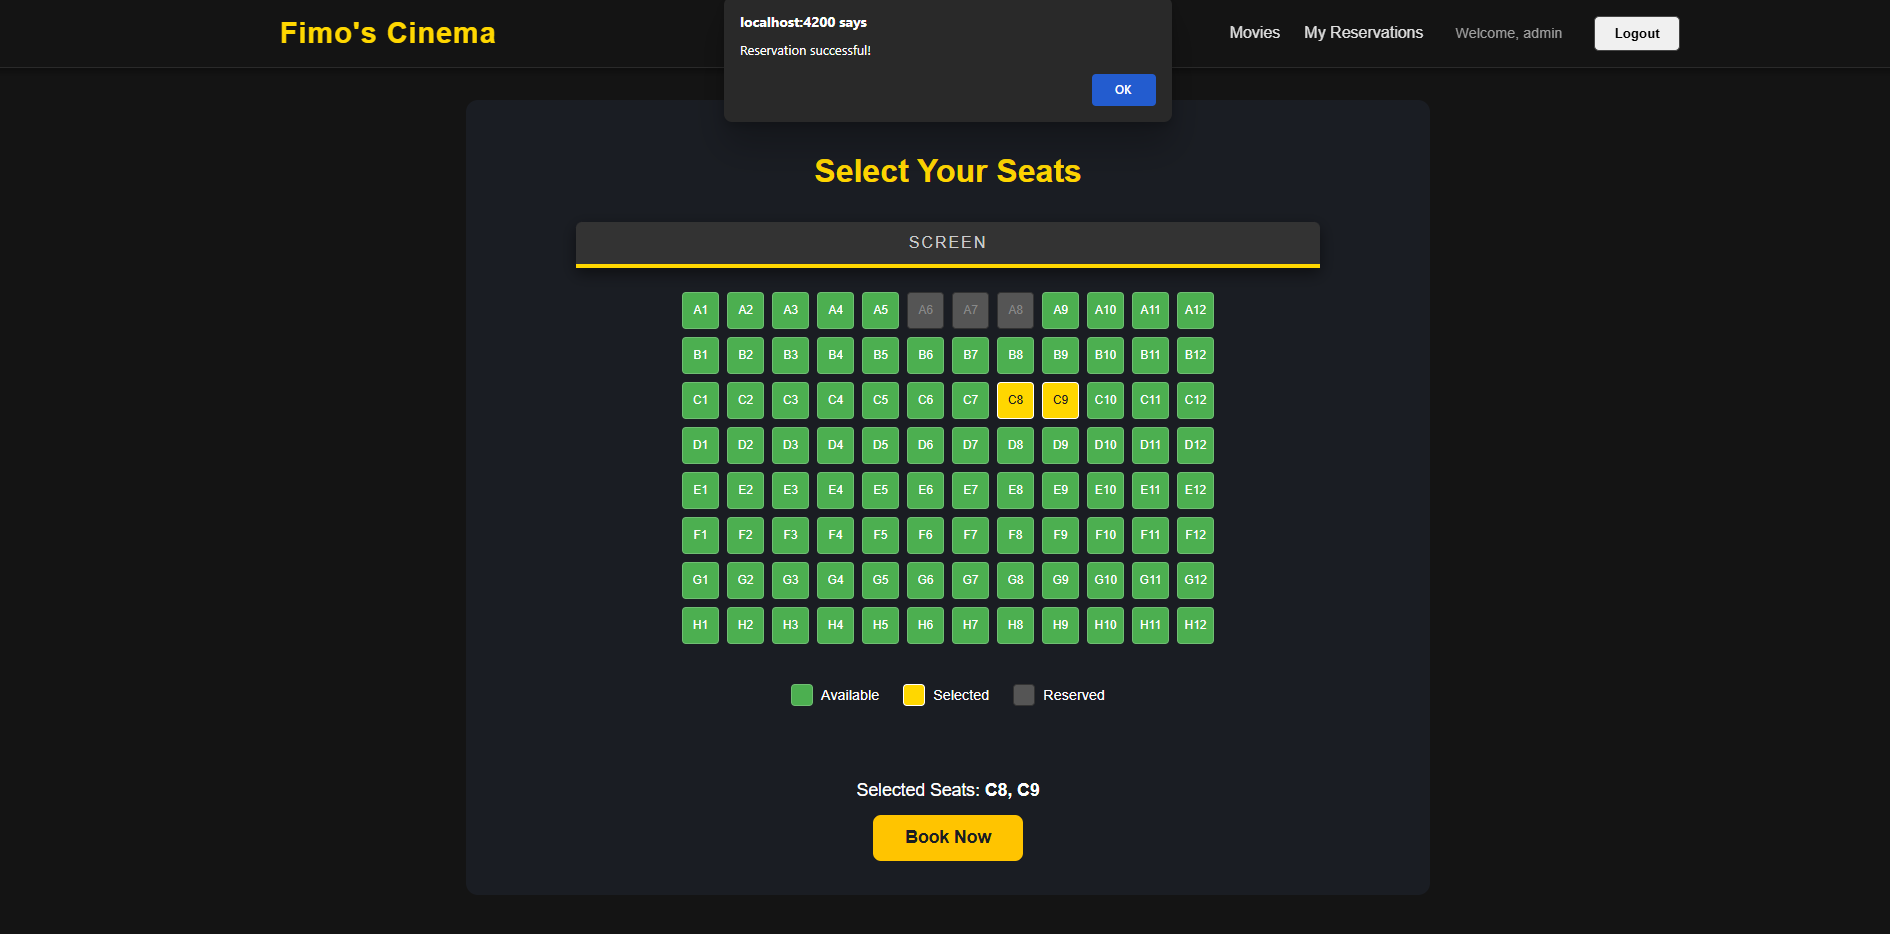 Fimo's Cinema
localhost:4200 says
Reservation successful!
OK
Movies
My Reservations
Welcome, admin
Logout
Select Your Seats
SCREEN
A1 A2 A3 A4 A5 A6 A7 A8 A9 A10 A11 A12
B1 B2 B3 B4 B5 B6 B7 B8 B9 B10 B11 B12
C1 C2 C3 C4 C5 C6 C7 C8 C9 C10 C11 C12
D1 D2 D3 D4 D5 D6 D7 D8 D9 D10 D11 D12
E1 E2 E3 E4 E5 E6 E7 E8 E9 E10 E11 E12
F1 F2 F3 F4 F5 F6 F7 F8 F9 F10 F11 F12
G1 G2 G3 G4 G5 G6 G7 G8 G9 G10 G11 G12
H1 H2 H3 H4 H5 H6 H7 H8 H9 H10 H11 H12
Available Selected Reserved
Selected Seats: C8, C9
Book Now